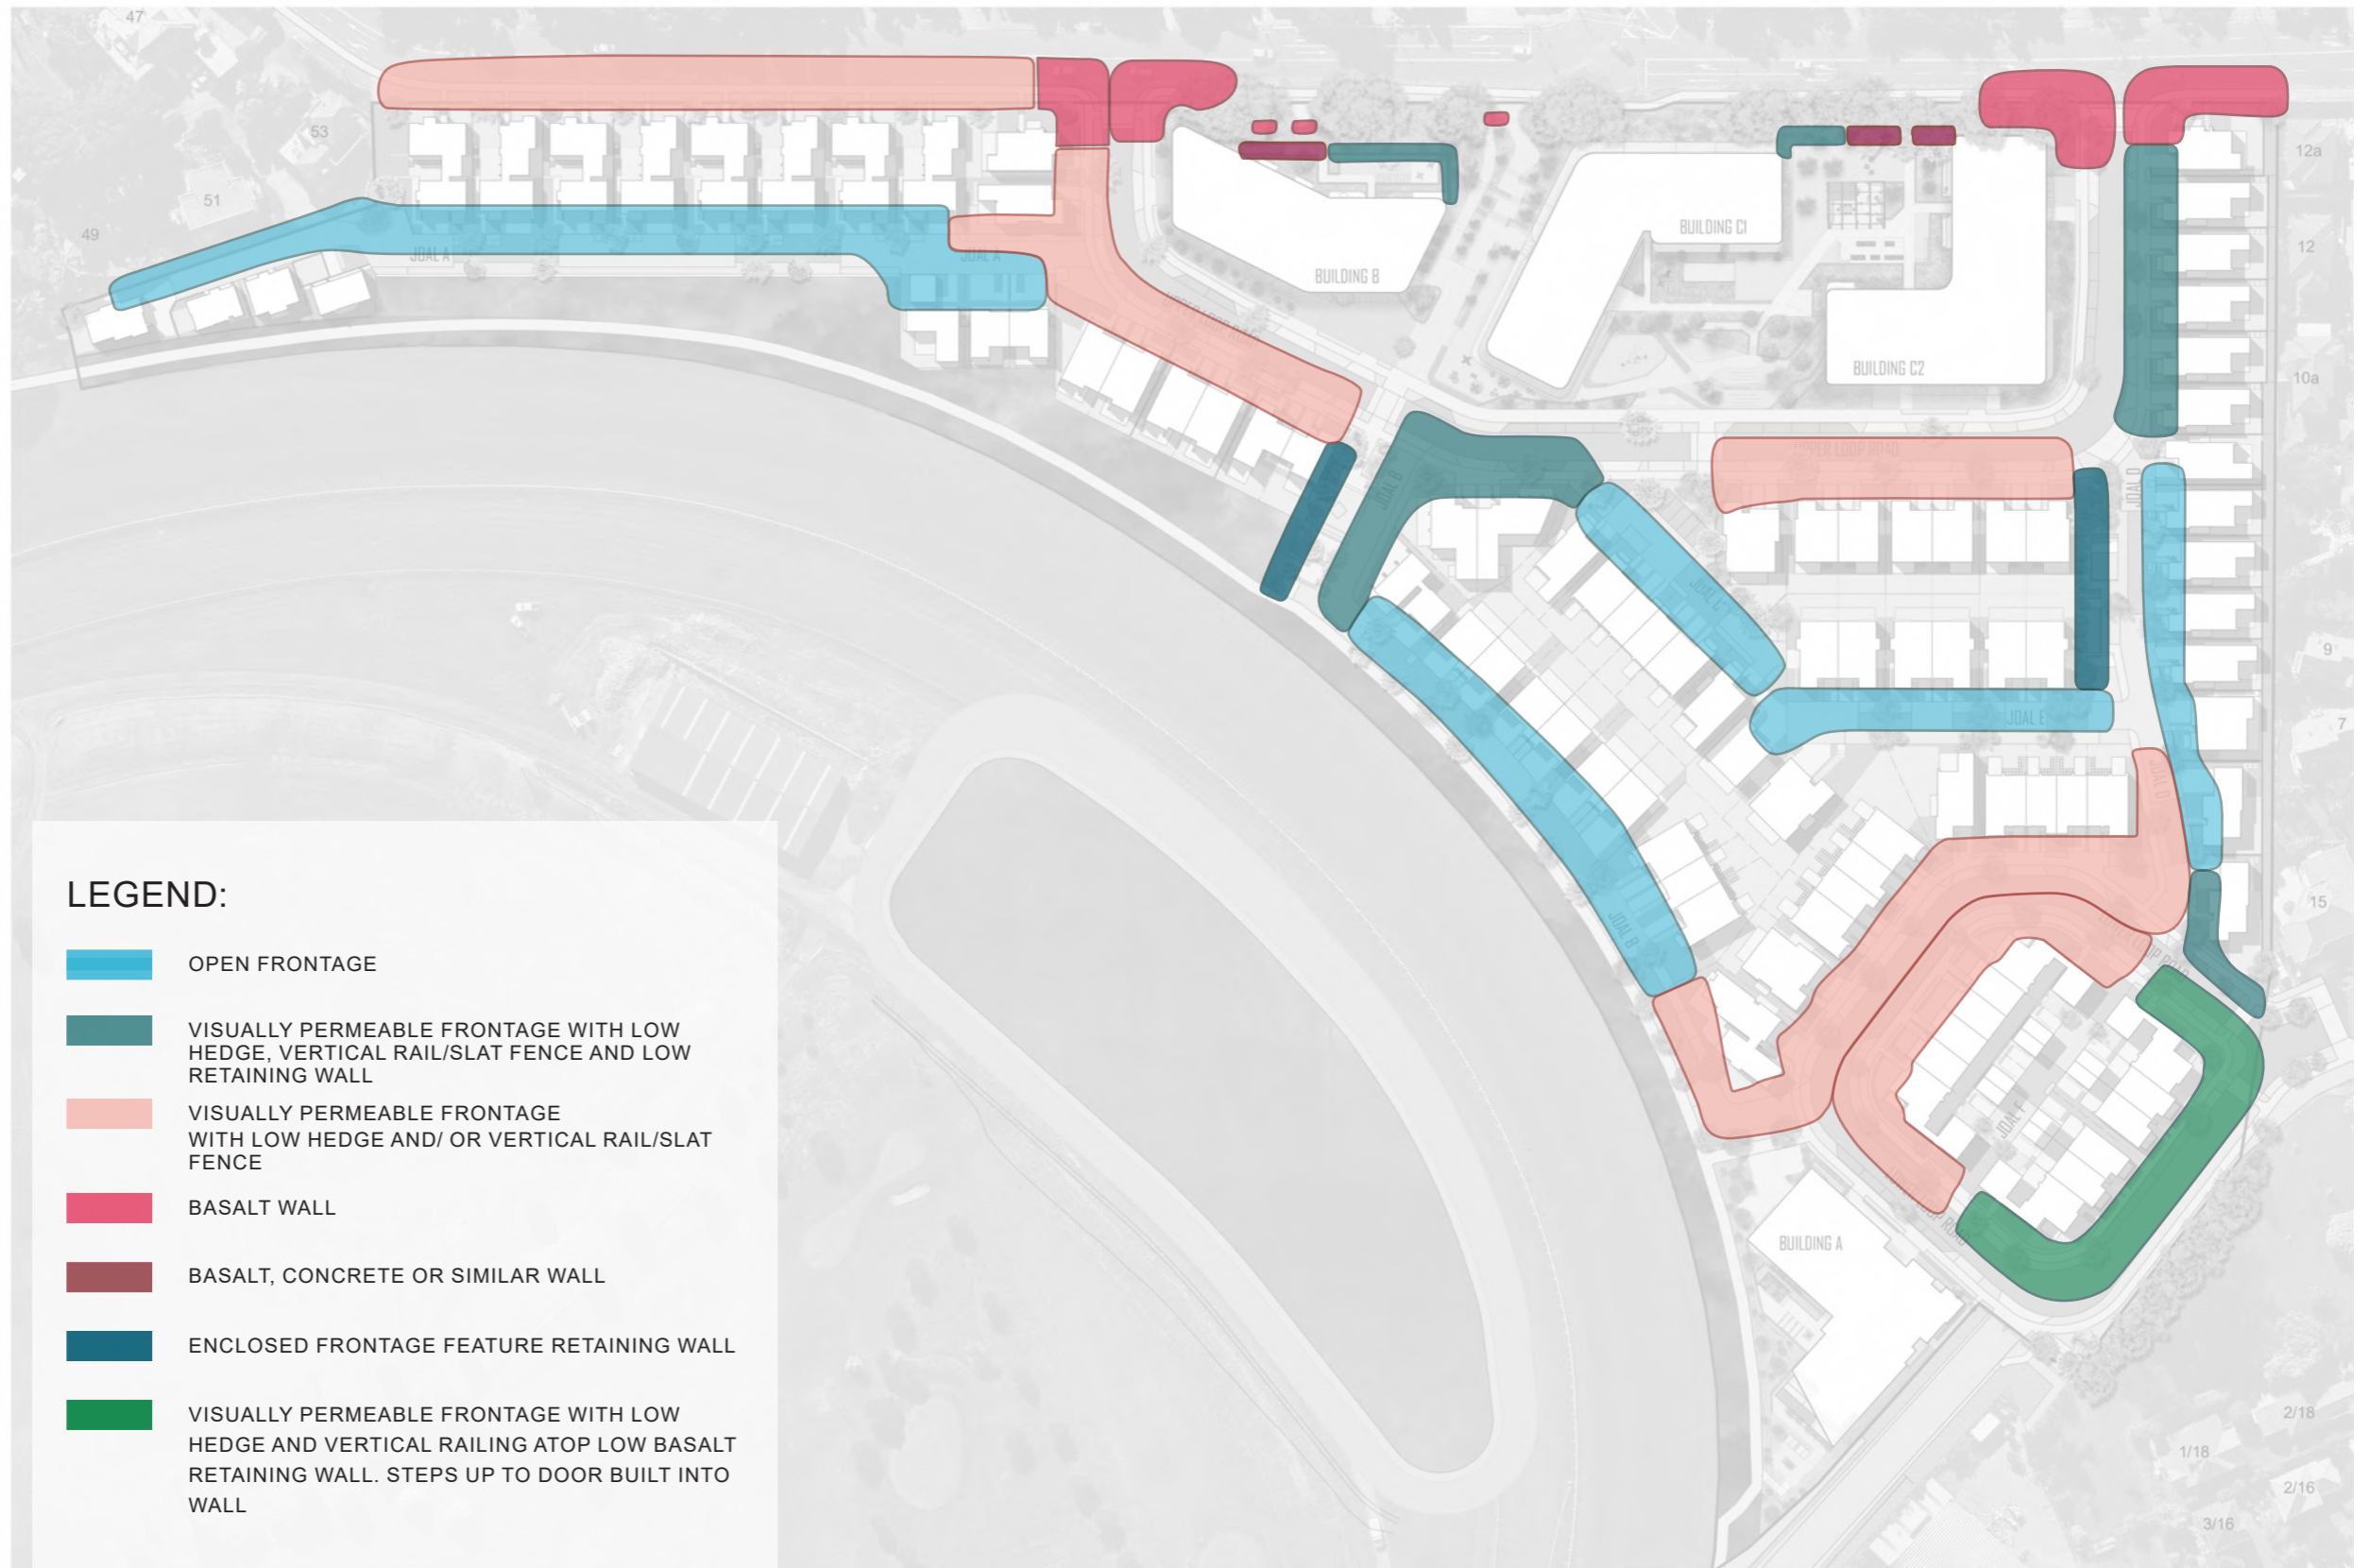 47
53
51
49
12a
12
10a
9
7
15
JOAL A
JOAL A
BUILDING B
BUILDING C1
BUILDING C2
UPPER LOOP ROAD
JOAL B
JOAL D
JOAL C
JOAL E
JOAL D
JOAL B
LOOP ROAD
JOAL F
LOOP ROAD
BUILDING A
2/18
1/18
2/16
3/16
LEGEND:
OPEN FRONTAGE
VISUALLY PERMEABLE FRONTAGE WITH LOW
HEDGE, VERTICAL RAIL/SLAT FENCE AND LOW
RETAINING WALL
VISUALLY PERMEABLE FRONTAGE
WITH LOW HEDGE AND/ OR VERTICAL RAIL/SLAT
FENCE
BASALT WALL
BASALT, CONCRETE OR SIMILAR WALL
ENCLOSED FRONTAGE FEATURE RETAINING WALL
VISUALLY PERMEABLE FRONTAGE WITH LOW
HEDGE AND VERTICAL RAILING ATOP LOW BASALT
RETAINING WALL. STEPS UP TO DOOR BUILT INTO
WALL